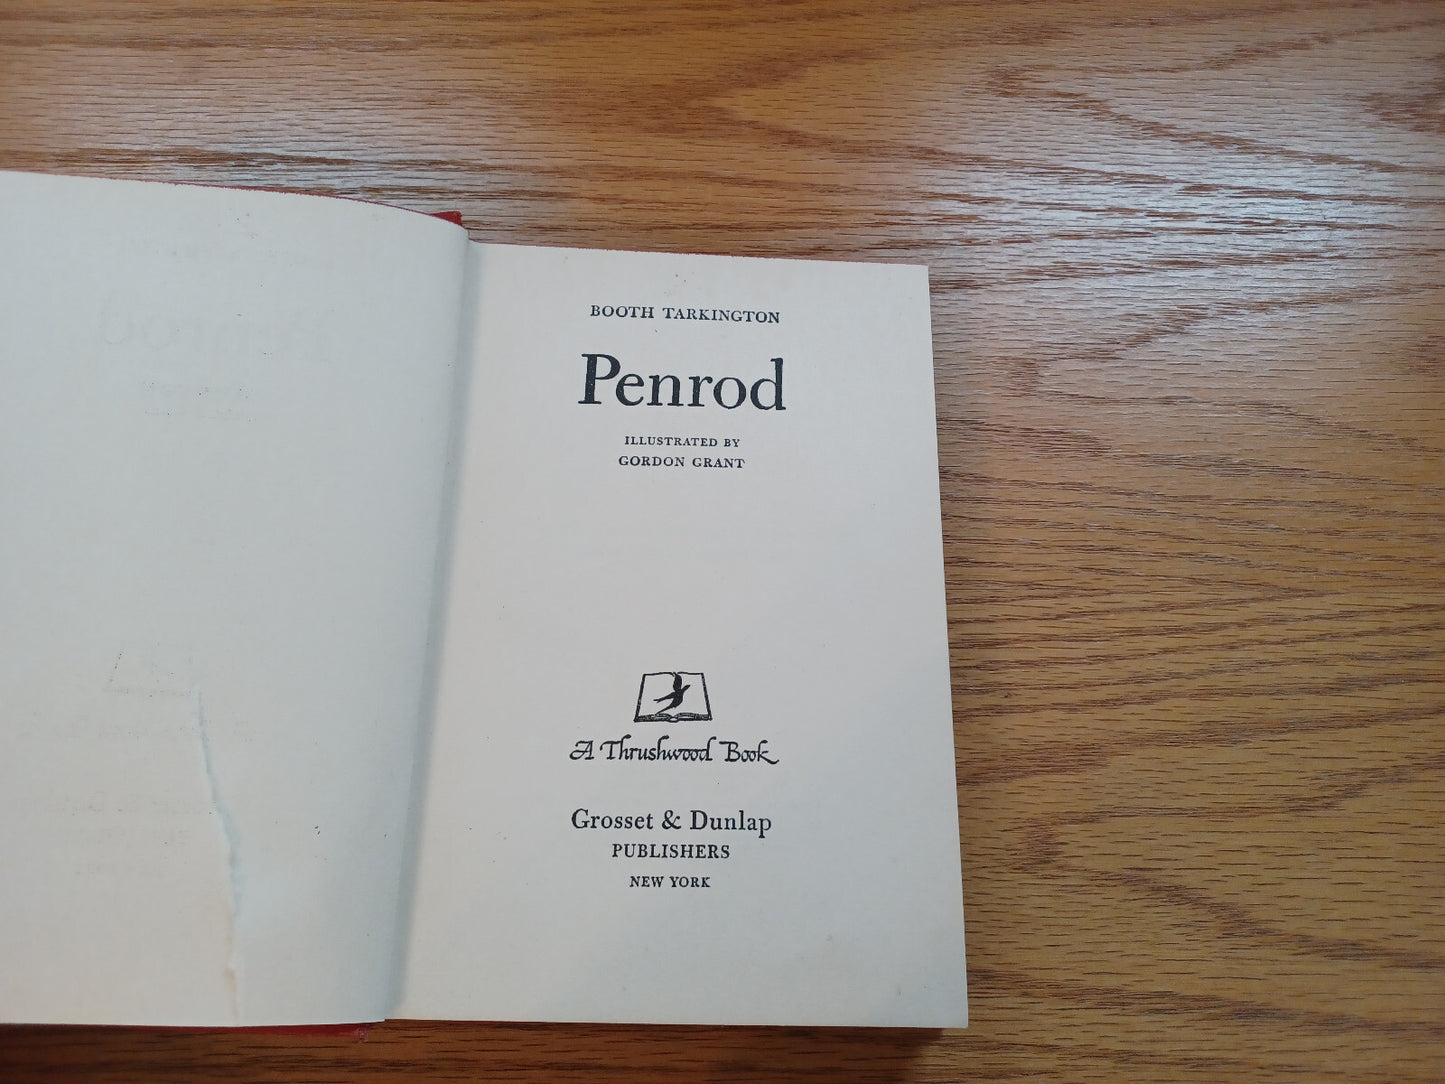 BOOTH TARKINGTON
Penrod
ILLUSTRATED BY
GORDON GRANT
A Thrushwood Book
Grosset & Dunlap
PUBLISHERS
NEW YORK